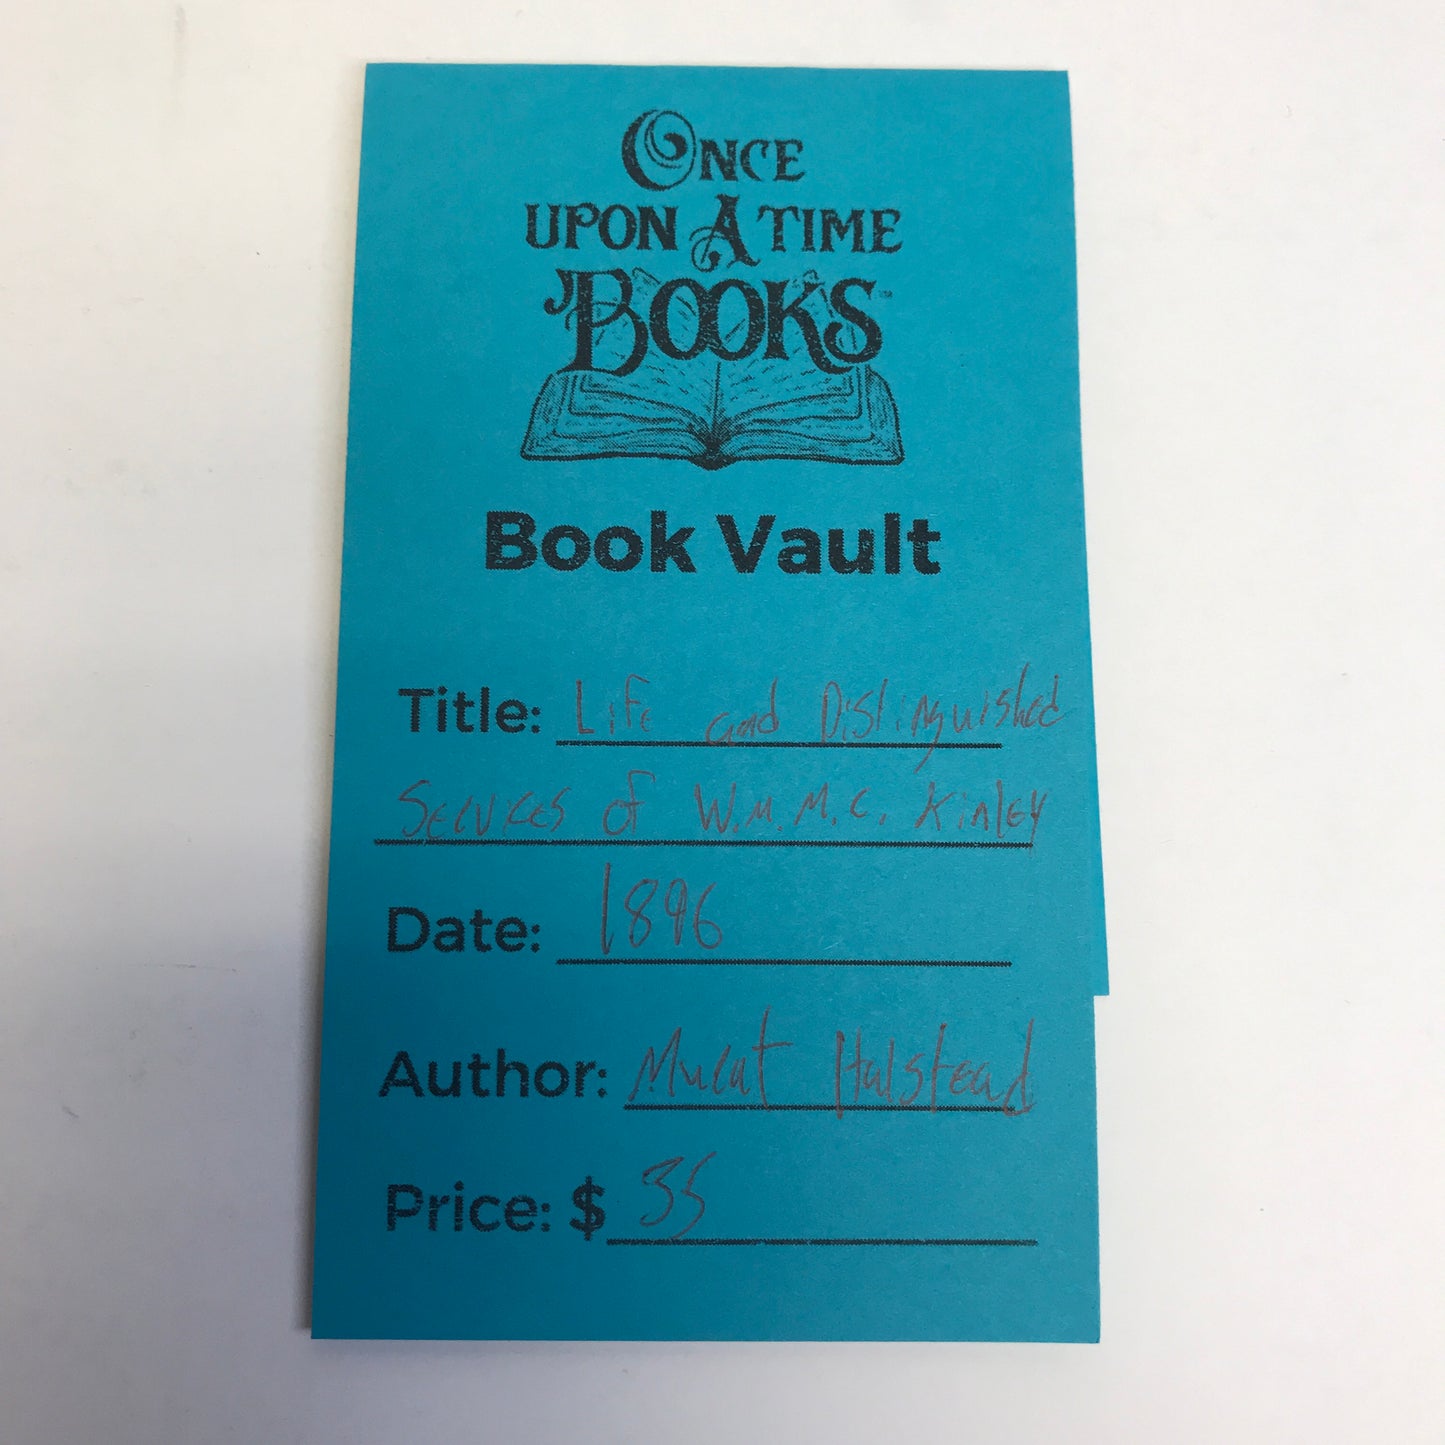 ONCE
UPON A TIME
BOOKS
Book Vault
Title: Life and Distinguished
Services of W.M. M.C. Kinley
Date: 1896
Author: Murat Halstead
Price: $ 35